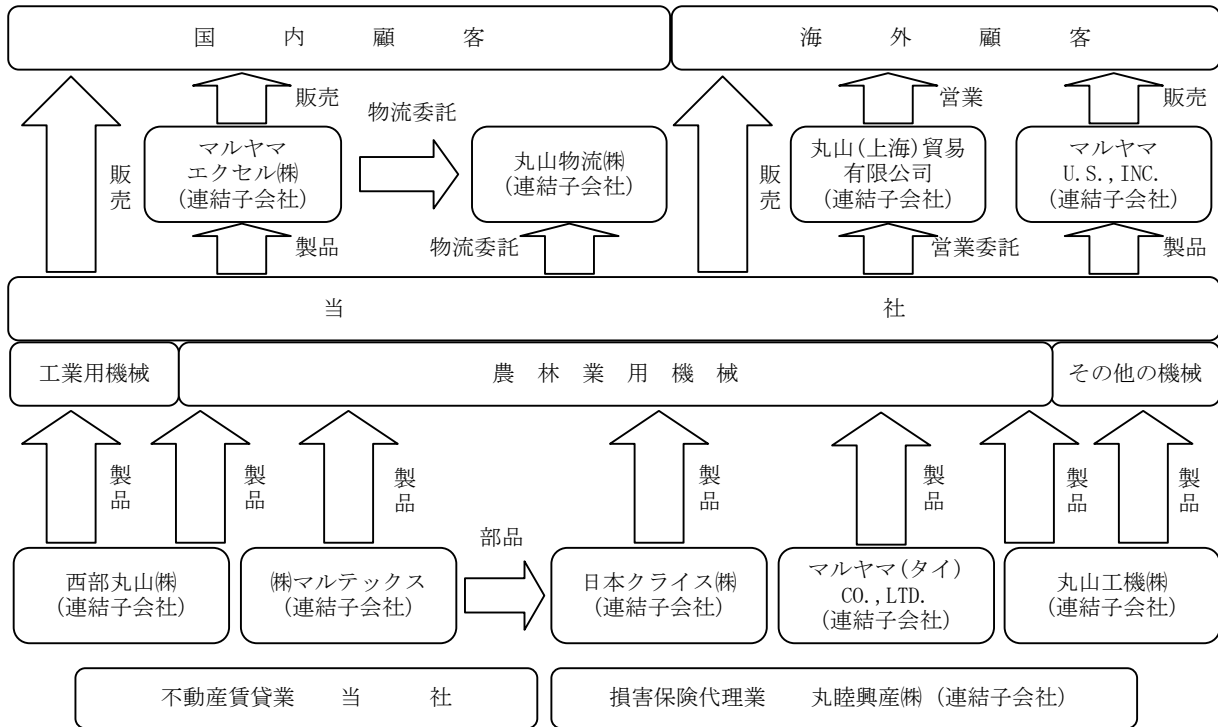 国内顧客
海外顧客
販売
物流委託
営業
販売
マルヤマ
エクセル㈱
(連結子会社)
丸山物流㈱
(連結子会社)
丸山(上海)貿易
有限公司
(連結子会社)
マルヤマ
U.S.,INC.
(連結子会社)
販売
販売
製品
物流委託
営業委託
製品
当社
工業用機械
農林業用機械
その他の機械
製品
製品
製品
製品
製品
製品
製品
部品
西部丸山㈱
(連結子会社)
㈱マルテックス
(連結子会社)
日本クライス㈱
(連結子会社)
マルヤマ(タイ)
CO.,LTD.
(連結子会社)
丸山工機㈱
(連結子会社)
不動産賃貸業 当社
損害保険代理業 丸睦興産㈱ (連結子会社)